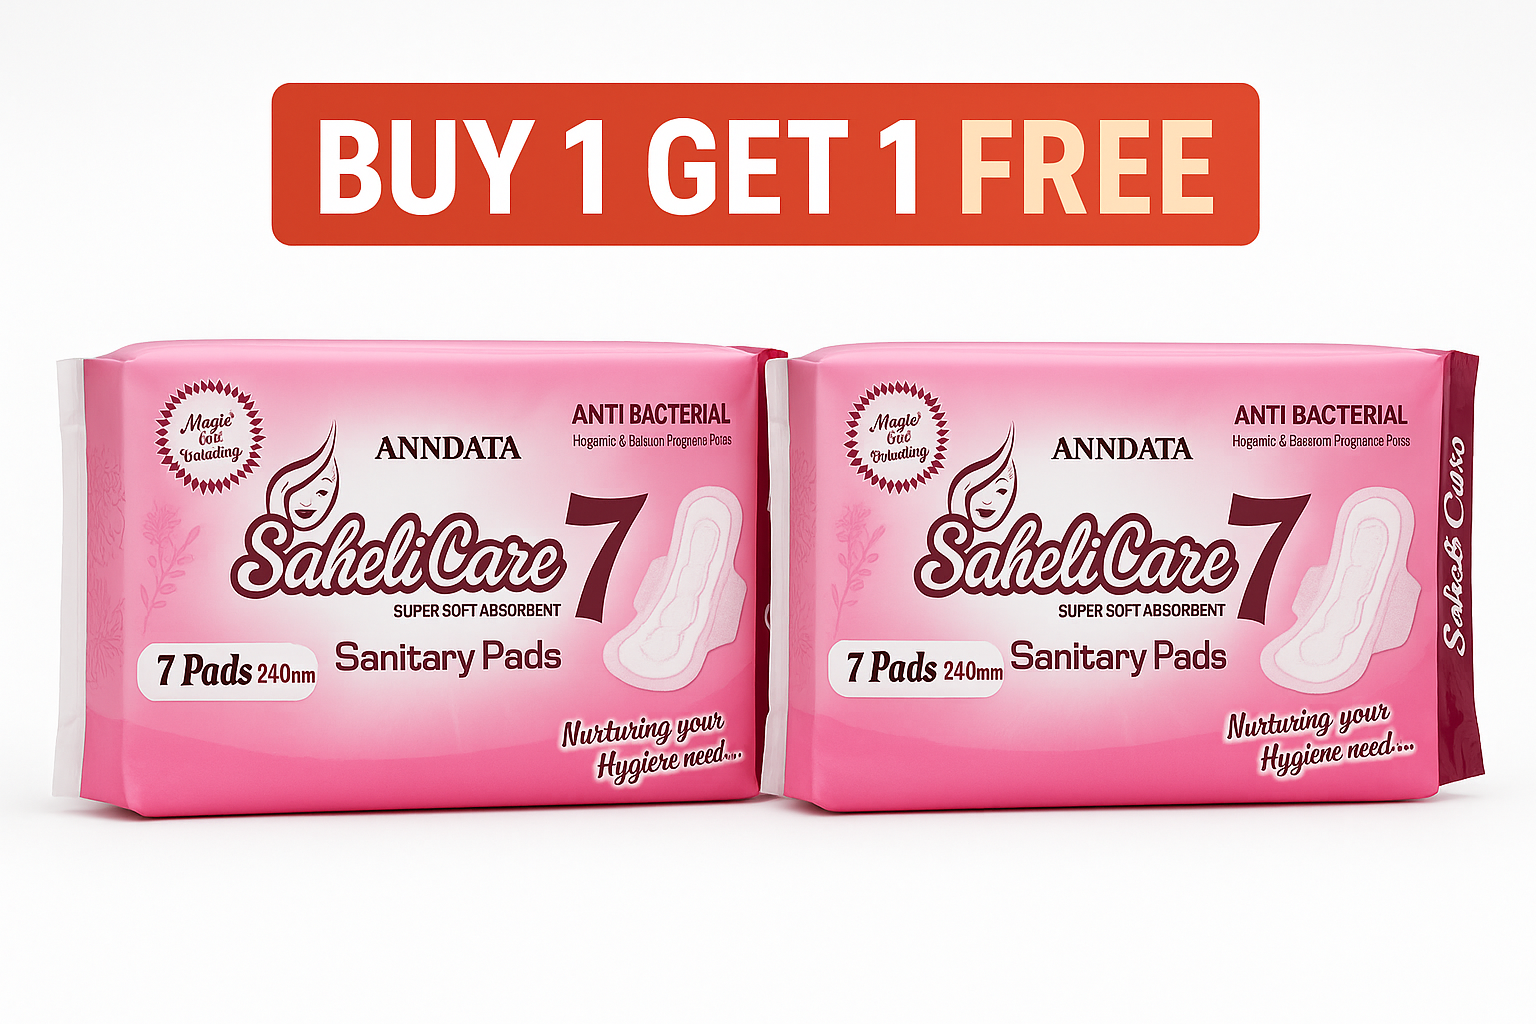 BUY 1 GET 1 FREE
Magic
ANTI BACTERIAL
ANNDATA
SaheliCare 7
SUPER SOFT ABSORBENT
7 Pads 240nm
Sanitary Pads
Nurturing your
Hygiere need...
ANTI BACTERIAL
ANNDATA
SaheliCare 7
SUPER SOFT ABSORBENT
7 Pads 240mm
Sanitary Pads
Nurturing your
Hygiene need...